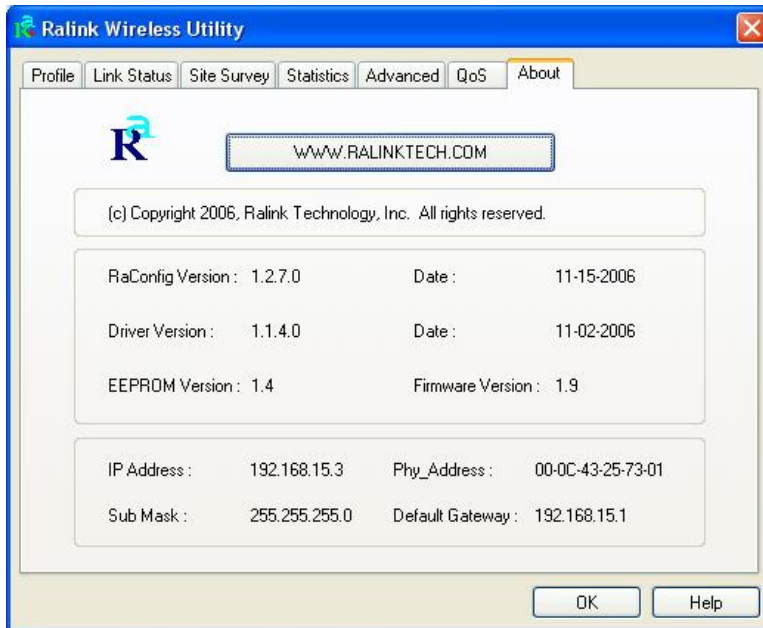 Ralink Wireless Utility
Profile Link Status Site Survey Statistics Advanced QoS About
Ra WWW.RALINKTECH.COM
(c) Copyright 2006, Ralink Technology, Inc. All rights reserved.
RaConfig Version : 1.2.7.0 Date : 11-15-2006
Driver Version : 1.1.4.0 Date : 11-02-2006
EEPROM Version : 1.4 Firmware Version : 1.9
IP Address : 192.168.15.3 Phy_Address : 00-0C-43-25-73-01
Sub Mask : 255.255.255.0 Default Gateway : 192.168.15.1
OK Help